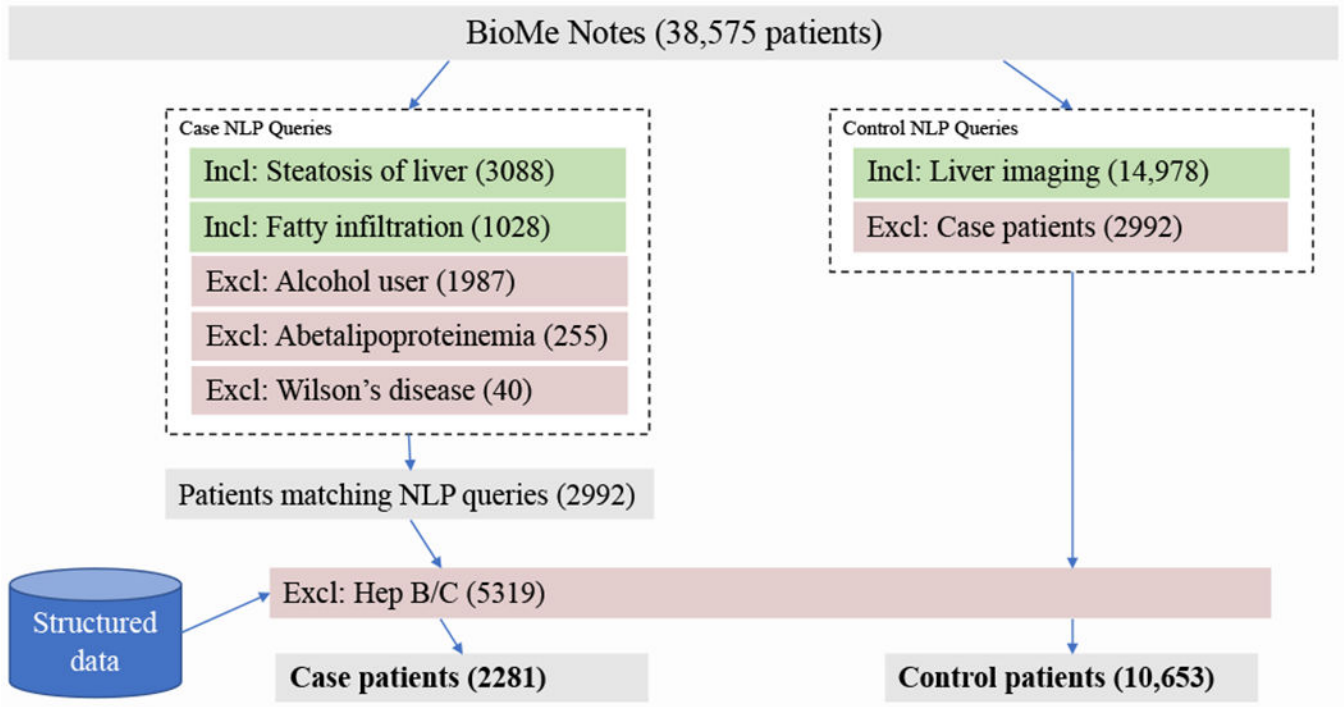 BioMe Notes (38,575 patients)
Case NLP Queries
Incl: Steatosis of liver (3088)
Incl: Fatty infiltration (1028)
Excl: Alcohol user (1987)
Excl: Abetalipoproteinemia (255)
Excl: Wilson’s disease (40)
Control NLP Queries
Incl: Liver imaging (14,978)
Excl: Case patients (2992)
Patients matching NLP queries (2992)
Structured
data
Excl: Hep B/C (5319)
Case patients (2281)
Control patients (10,653)